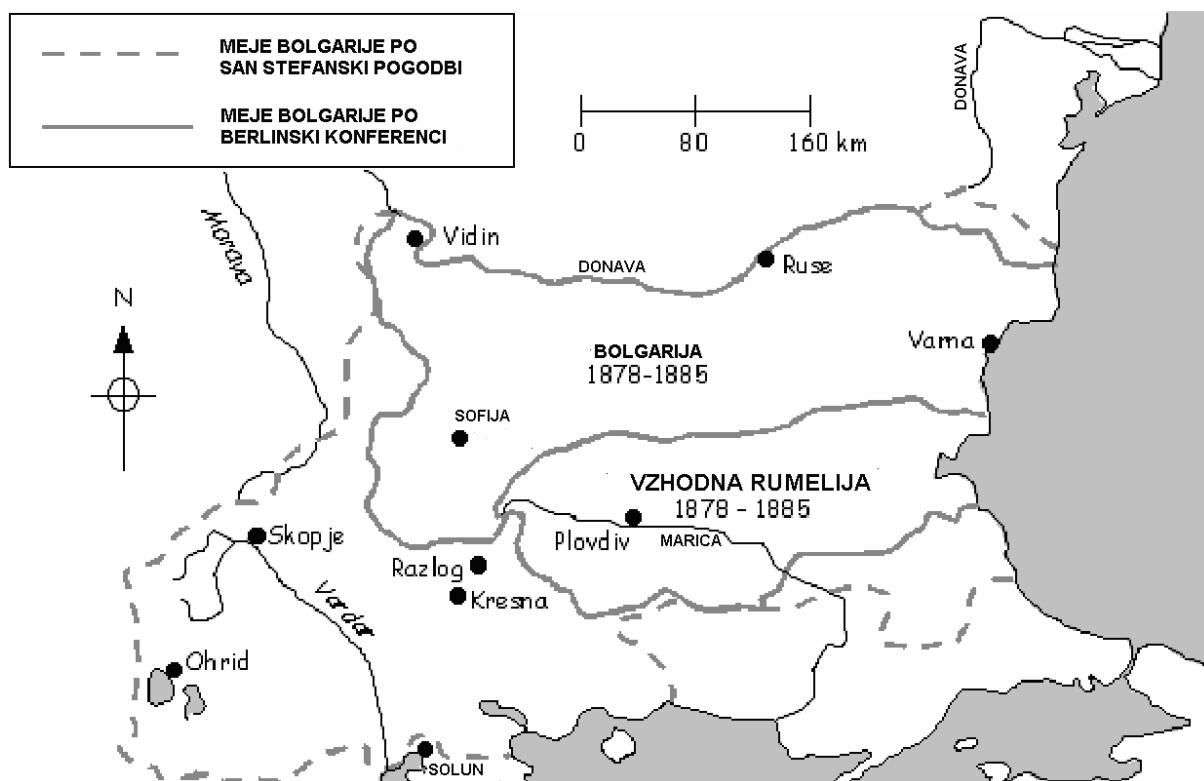 MEJE BOLGARIJE PO
SAN STEFANSKI POGODBI
MEJE BOLGARIJE PO
BERLINSKI KONFERENCI
0 80 160 km
DONAVA
Morava
Vidin
DONAVA
Ruse
N
BOLGARIJA
1878-1885
Varna
SOFIJA
VZHODNA RUMELIJA
1878 - 1885
Skopje
Plovdiv
MARICA
Razlog
Kresna
Vardar
Ohrid
SOLUN